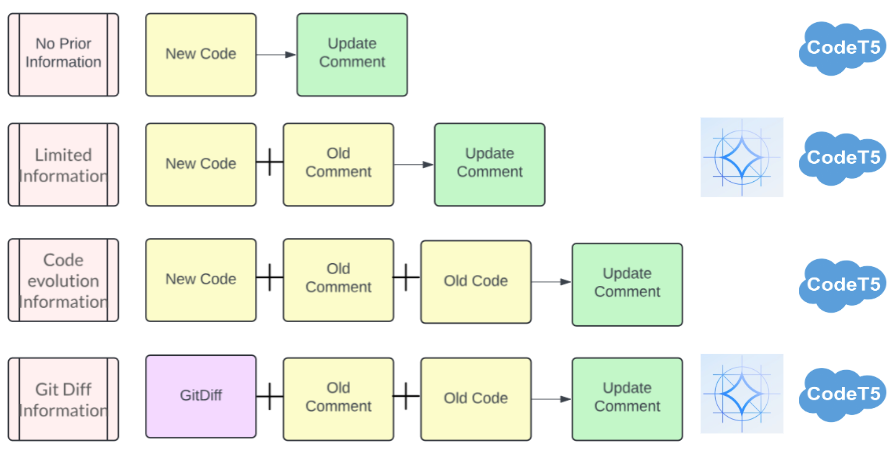 No Prior
Information
New Code
Update
Comment
CodeT5
Limited
Information
New Code
Old
Comment
Update
Comment
CodeT5
Code
evolution
Information
New Code
Old
Comment
Old Code
Update
Comment
CodeT5
Git Diff
Information
GitDiff
Old
Comment
Old Code
Update
Comment
CodeT5